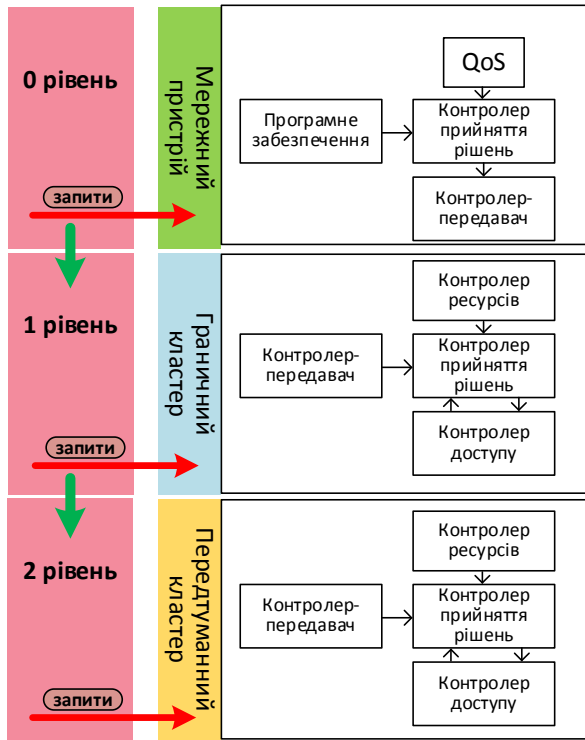 0 рівень
запити
Мережний
пристрій
QoS
Програмне
забезпечення
Контролер
прийняття
рішень
Контролер-
передавач
1 рівень
запити
Граничний
кластер
Контролер
ресурсів
Контролер-
передавач
Контролер
прийняття
рішень
Контролер
доступу
2 рівень
запити
Передтуманний
кластер
Контролер
ресурсів
Контролер-
передавач
Контролер
прийняття
рішень
Контролер
доступу